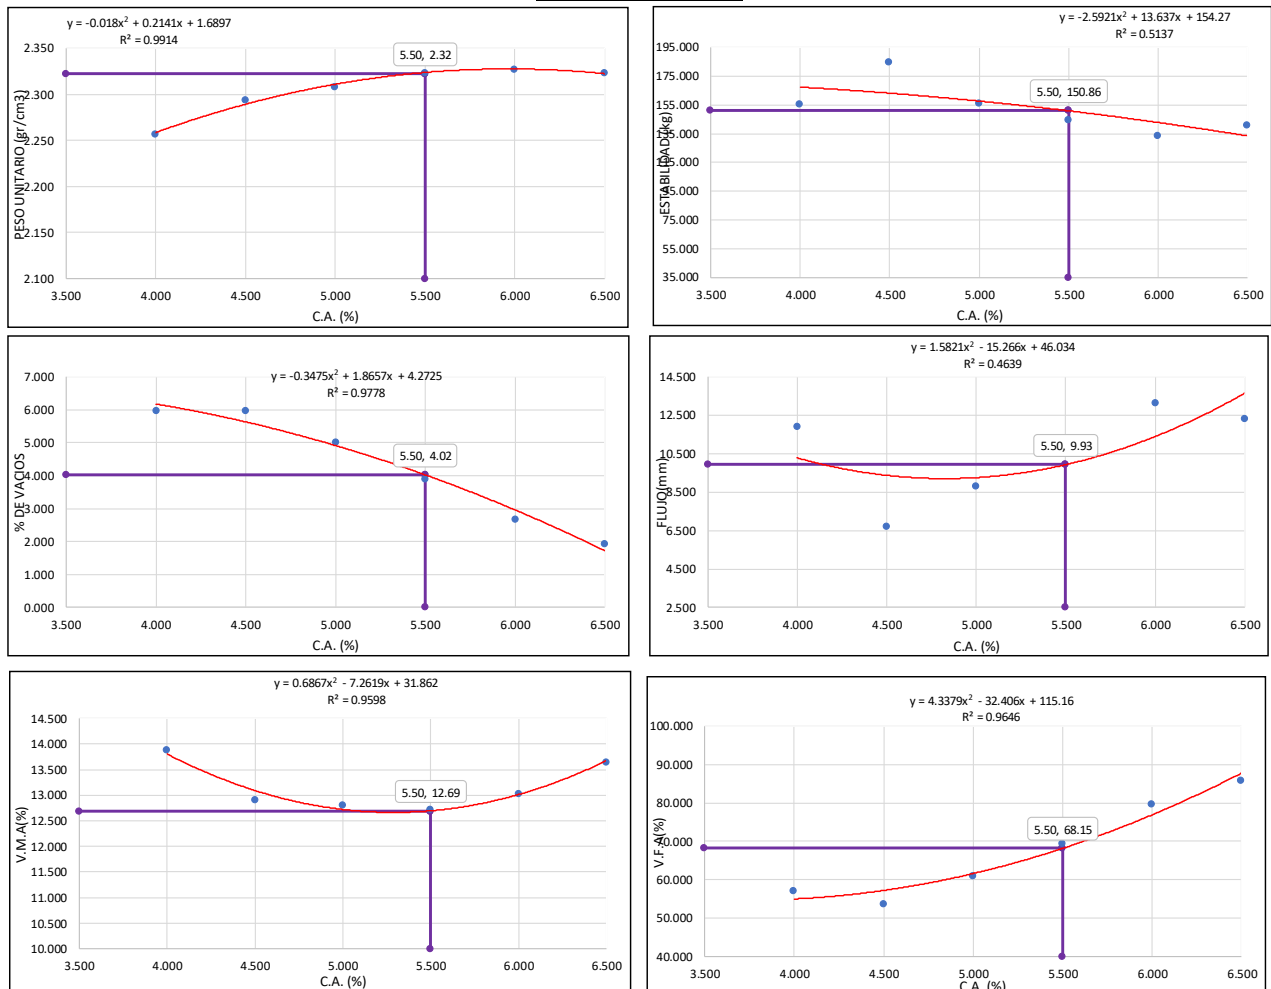 y = -0.018x² + 0.2141x + 1.6897
R² = 0.9914
2.350
2.300
2.250
2.200
2.150
2.100
PESO UNITARIO (gr/cm3)
5.50, 2.32
3.500 4.000 4.500 5.000 5.500 6.000 6.500
C.A. (%)
y = -2.5921x² + 13.637x + 154.27
R² = 0.5137
195.000
175.000
155.000
135.000
115.000
95.000
75.000
55.000
35.000
ESTABILIDAD (kg)
5.50, 150.86
3.500 4.000 4.500 5.000 5.500 6.000 6.500
C.A. (%)
y = -0.3475x² + 1.8657x + 4.2725
R² = 0.9778
7.000
6.000
5.000
4.000
3.000
2.000
1.000
0.000
% DE VACIOS
5.50, 4.02
3.500 4.000 4.500 5.000 5.500 6.000 6.500
C.A. (%)
y = 1.5821x² - 15.266x + 46.034
R² = 0.4639
14.500
12.500
10.500
8.500
6.500
4.500
2.500
FLUJO(mm)
5.50, 9.93
3.500 4.000 4.500 5.000 5.500 6.000 6.500
C.A. (%)
y = 0.6867x² - 7.2619x + 31.862
R² = 0.9598
14.500
14.000
13.500
13.000
12.500
12.000
11.500
11.000
10.500
10.000
V.M.A(%)
5.50, 12.69
3.500 4.000 4.500 5.000 5.500 6.000 6.500
C.A. (%)
y = 4.3379x² - 32.406x + 115.16
R² = 0.9646
100.000
90.000
80.000
70.000
60.000
50.000
40.000
V.F.A(%)
5.50, 68.15
3.500 4.000 4.500 5.000 5.500 6.000 6.500
C.A. (%)